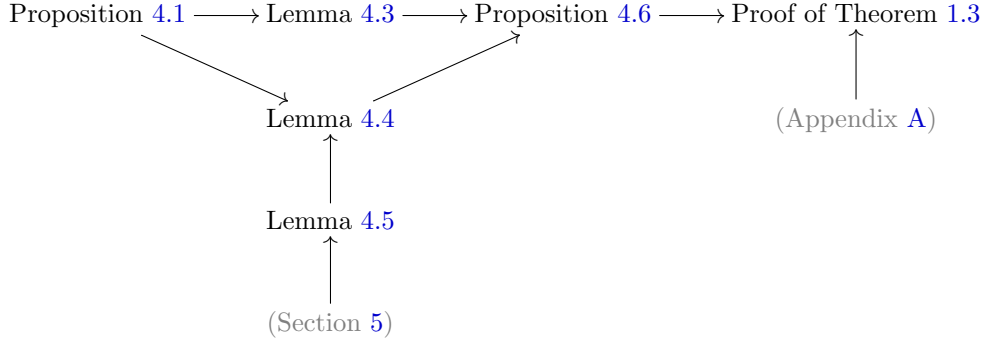 Proposition 4.1 Lemma 4.3 Proposition 4.6 Proof of Theorem 1.3
Lemma 4.4 (Appendix A)
Lemma 4.5
(Section 5)